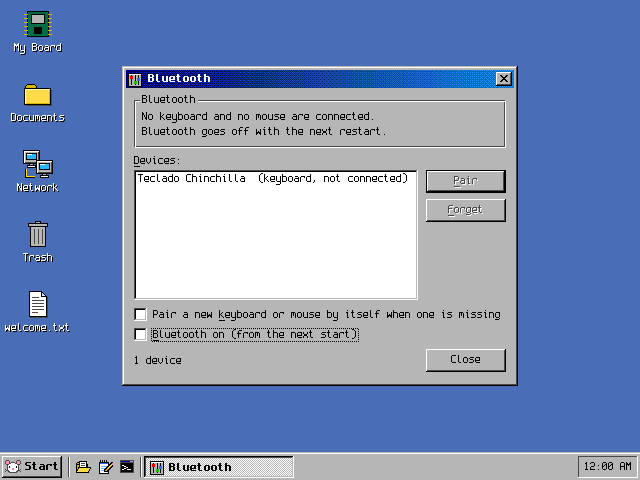 My Board
Documents
Network
Trash
welcome.txt
Bluetooth
Bluetooth
No keyboard and no mouse are connected.
Bluetooth goes off with the next restart.
Devices:
Teclado Chinchilla (keyboard, not connected)
Pair
Forget
Pair a new keyboard or mouse by itself when one is missing
Bluetooth on (from the next start)
1 device
Close
Start
Bluetooth
12:00 AM